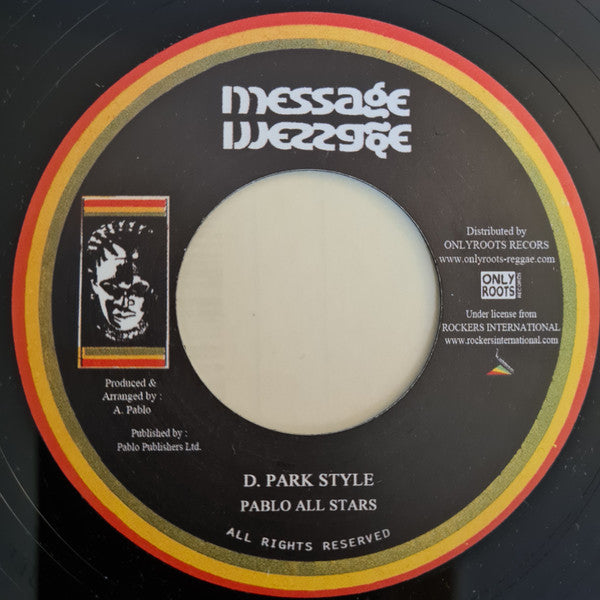 message
message
Distributed by
ONLYROOTS RECORS
www.onlyroots-reggae.com
ONLY
ROOTS
RECORDS
Under license from
ROCKERS INTERNATIONAL
www.rockersinternational.com
Produced &
Arranged by :
A. Pablo
Published by :
Pablo Publishers Ltd.
D. PARK STYLE
PABLO ALL STARS
ALL RIGHTS RESERVED